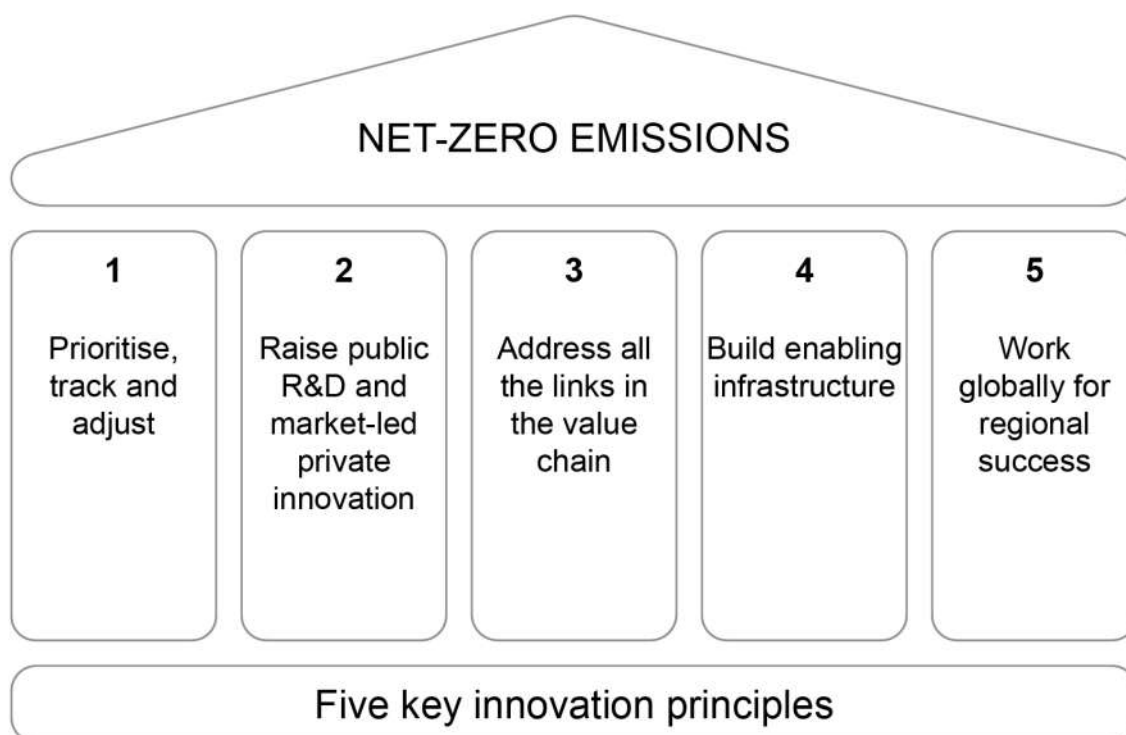 NET-ZERO EMISSIONS
1
Prioritise,
track and
adjust
2
Raise public
R&D and
market-led
private
innovation
3
Address all
the links in
the value
chain
4
Build enabling
infrastructure
5
Work
globally for
regional
success
Five key innovation principles